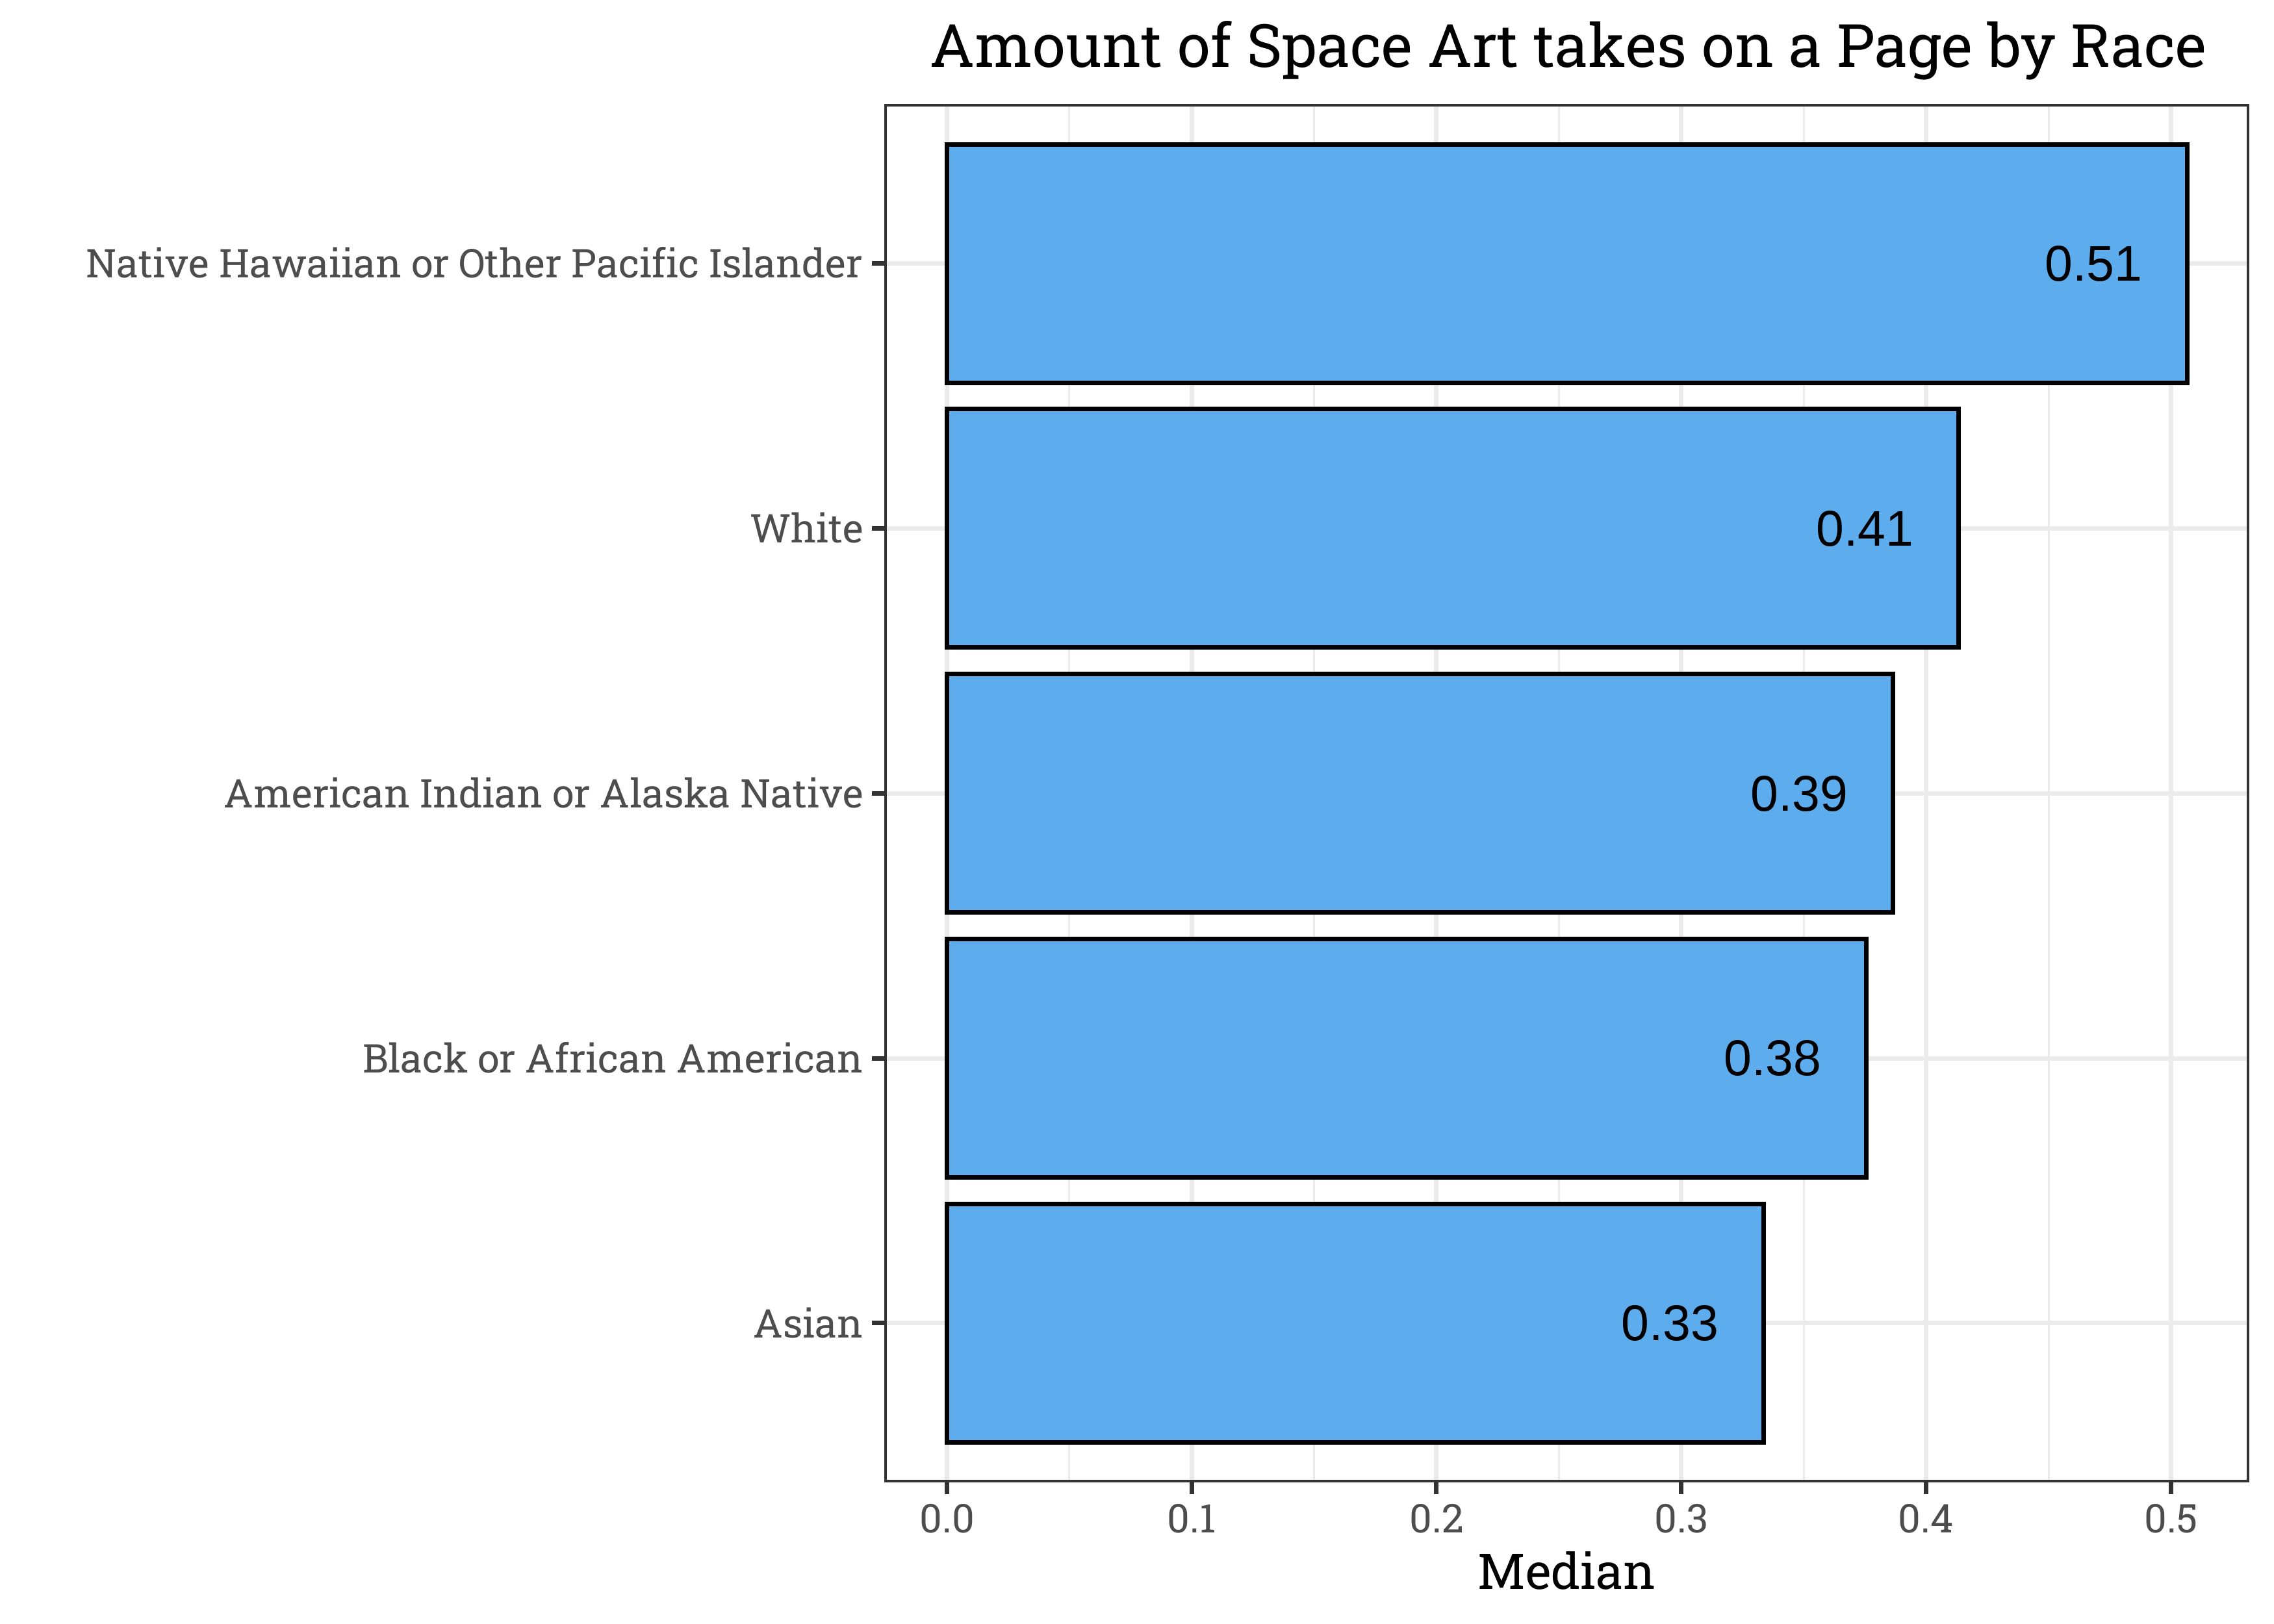 Amount of Space Art takes on a Page by Race
Native Hawaiian or Other Pacific Islander
0.51
White
0.41
American Indian or Alaska Native
0.39
Black or African American
0.38
Asian
0.33
0.0 0.1 0.2 0.3 0.4 0.5
Median